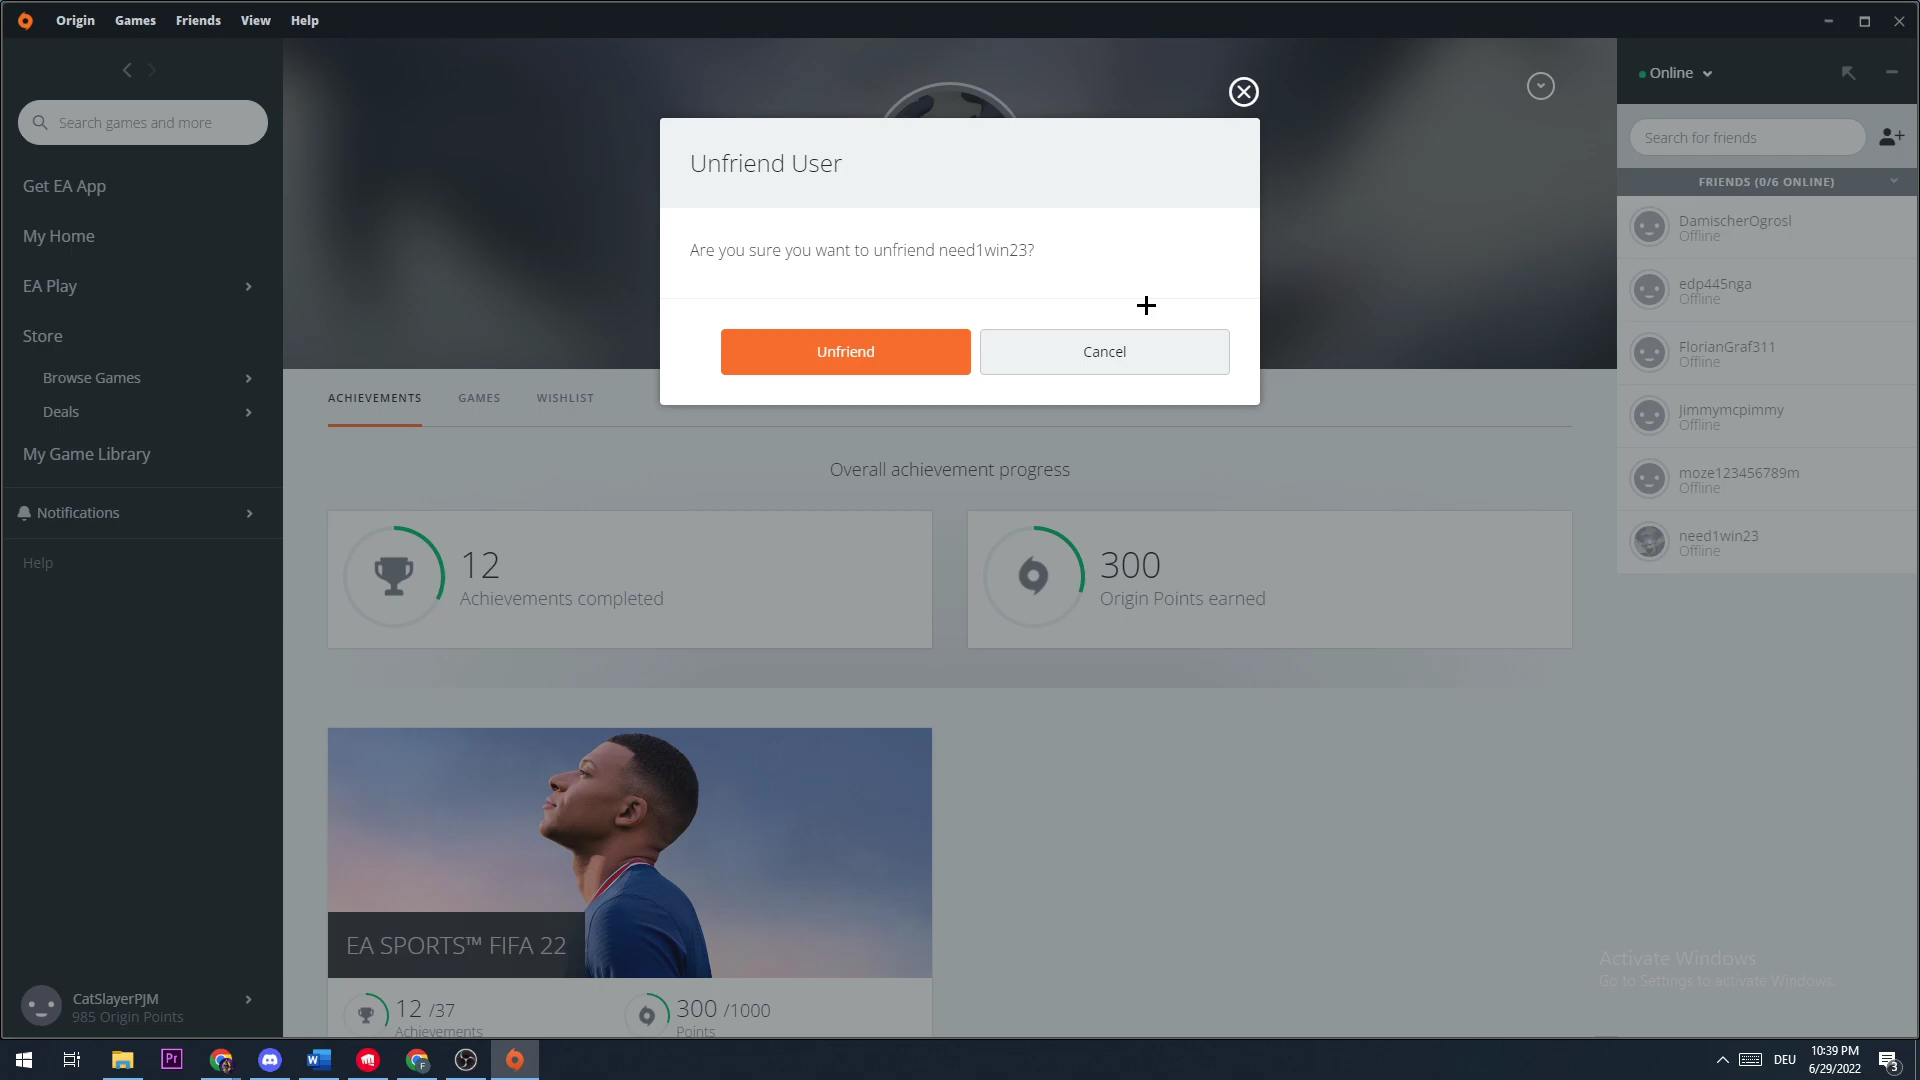 Origin Games Friends View Help
Search games and more
Get EA App
My Home
EA Play
Store
Browse Games
Deals
My Game Library
Notifications
Help
CatSlayerPJM
985 Origin Points
Unfriend User
Are you sure you want to unfriend need1win23?
Unfriend Cancel
ACHIEVEMENTS GAMES WISHLIST
Overall achievement progress
12
Achievements completed
300
Origin Points earned
EA SPORTS™ FIFA 22
12 /37
Achievements
300 /1000
Points
Online
Search for friends
FRIENDS (0/6 ONLINE)
DamischerOgrosl
Offline
edp445nga
Offline
FlorianGraf311
Offline
Jimmymcpimmy
Offline
moze123456789m
Offline
need1win23
Offline
Activate Windows
Go to Settings to activate Windows.
Pr
W
F
DEU
10:39 PM
6/29/2022
3